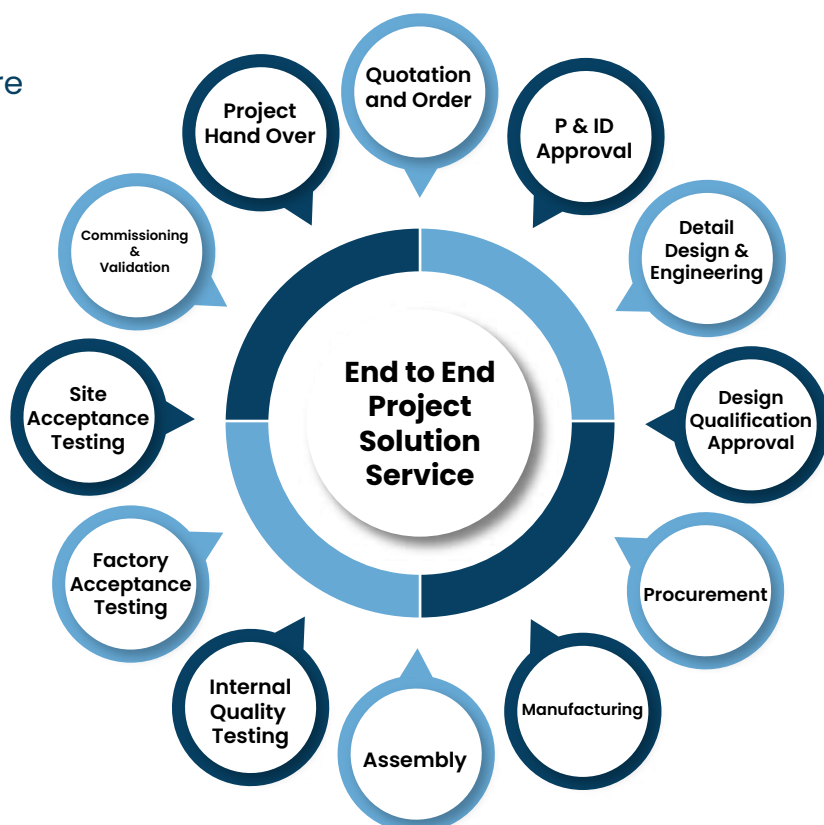 re
Quotation
and Order
P & ID
Approval
Detail
Design &
Engineering
Design
Qualification
Approval
Procurement
Manufacturing
Assembly
Internal
Quality
Testing
Factory
Acceptance
Testing
Site
Acceptance
Testing
Commissioning
&
Validation
Project
Hand Over
End to End
Project
Solution
Service